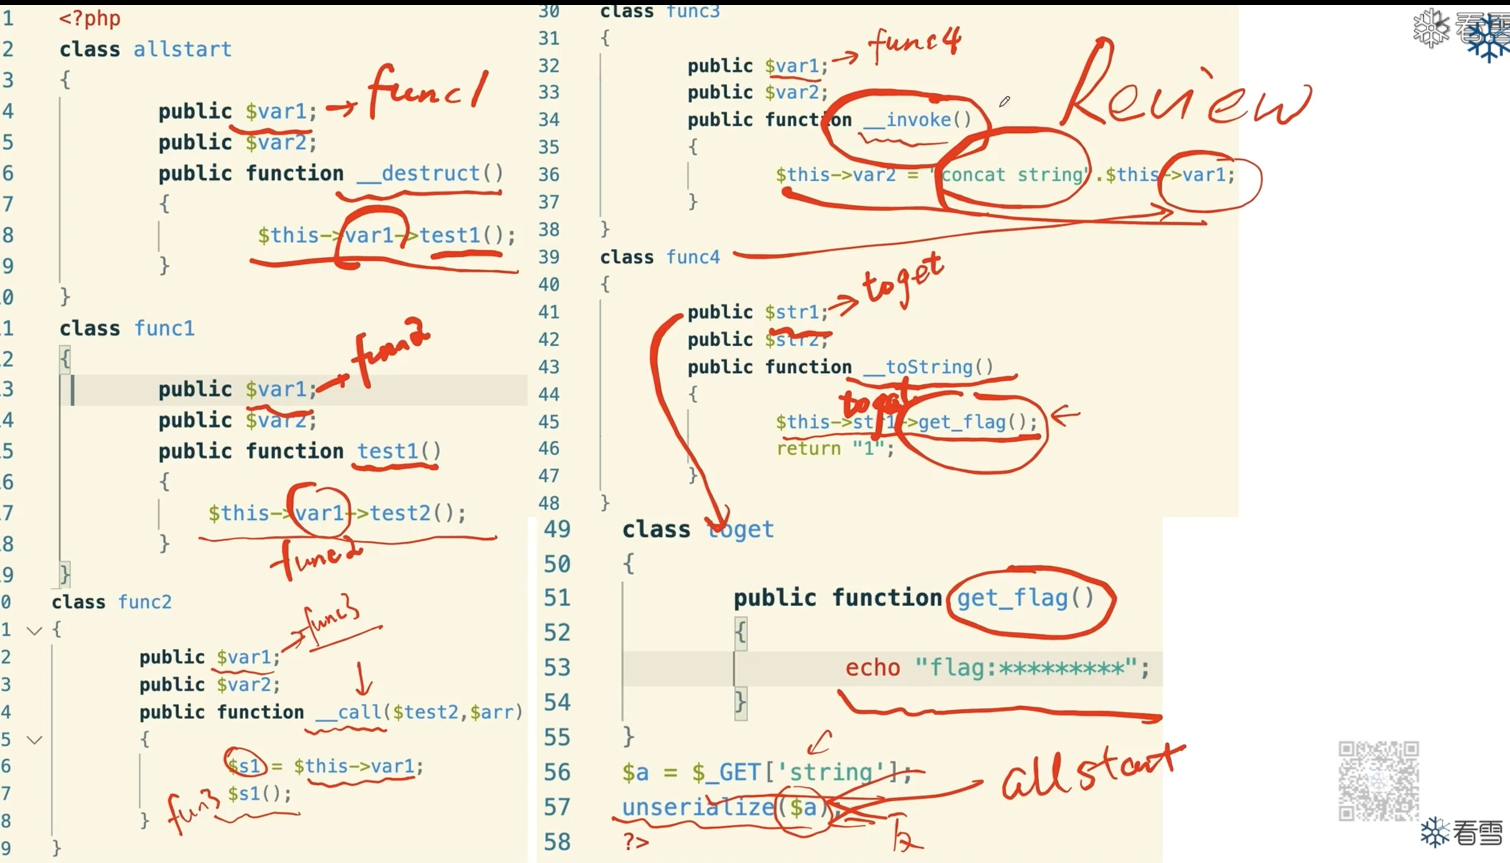 1 <?php
2 class allstart
3 {
4 public $var1; → func1
5 public $var2;
6 public function __destruct()
7 {
8 $this->var1->test1();
9 }
0 }
1 class func1
2 {
3 public $var1; → func2
4 public $var2;
5 public function test1()
6 {
7 $this->var1->test2();
8 }
func2
9 }
0 class func2
1 {
func3
2 public $var1;
3 public $var2;
4 public function __call($test2,$arr)
5 {
6 $s1 = $this->var1;
7 $s1();
fun3
8 }
9 }
30 class func3
31 {
func4
32 public $var1;
33 public $var2;
34 public function __invoke()
35 {
36 $this->var2 = 'concat string'.$this->var1;
37 }
38 }
39 class func4
40 {
41 public $str1; → toget
42 public $str2;
43 public function __toString()
44 {
toget
45 $this->str1->get_flag();
46 return "1";
47 }
48 }
49 class toget
50 {
51 public function get_flag()
52 {
53 echo "flag:*********";
54 }
55 }
56 $a = $_GET['string'];
57 unserialize($a);
58 ?>
allstart
Review
看雪
看雪